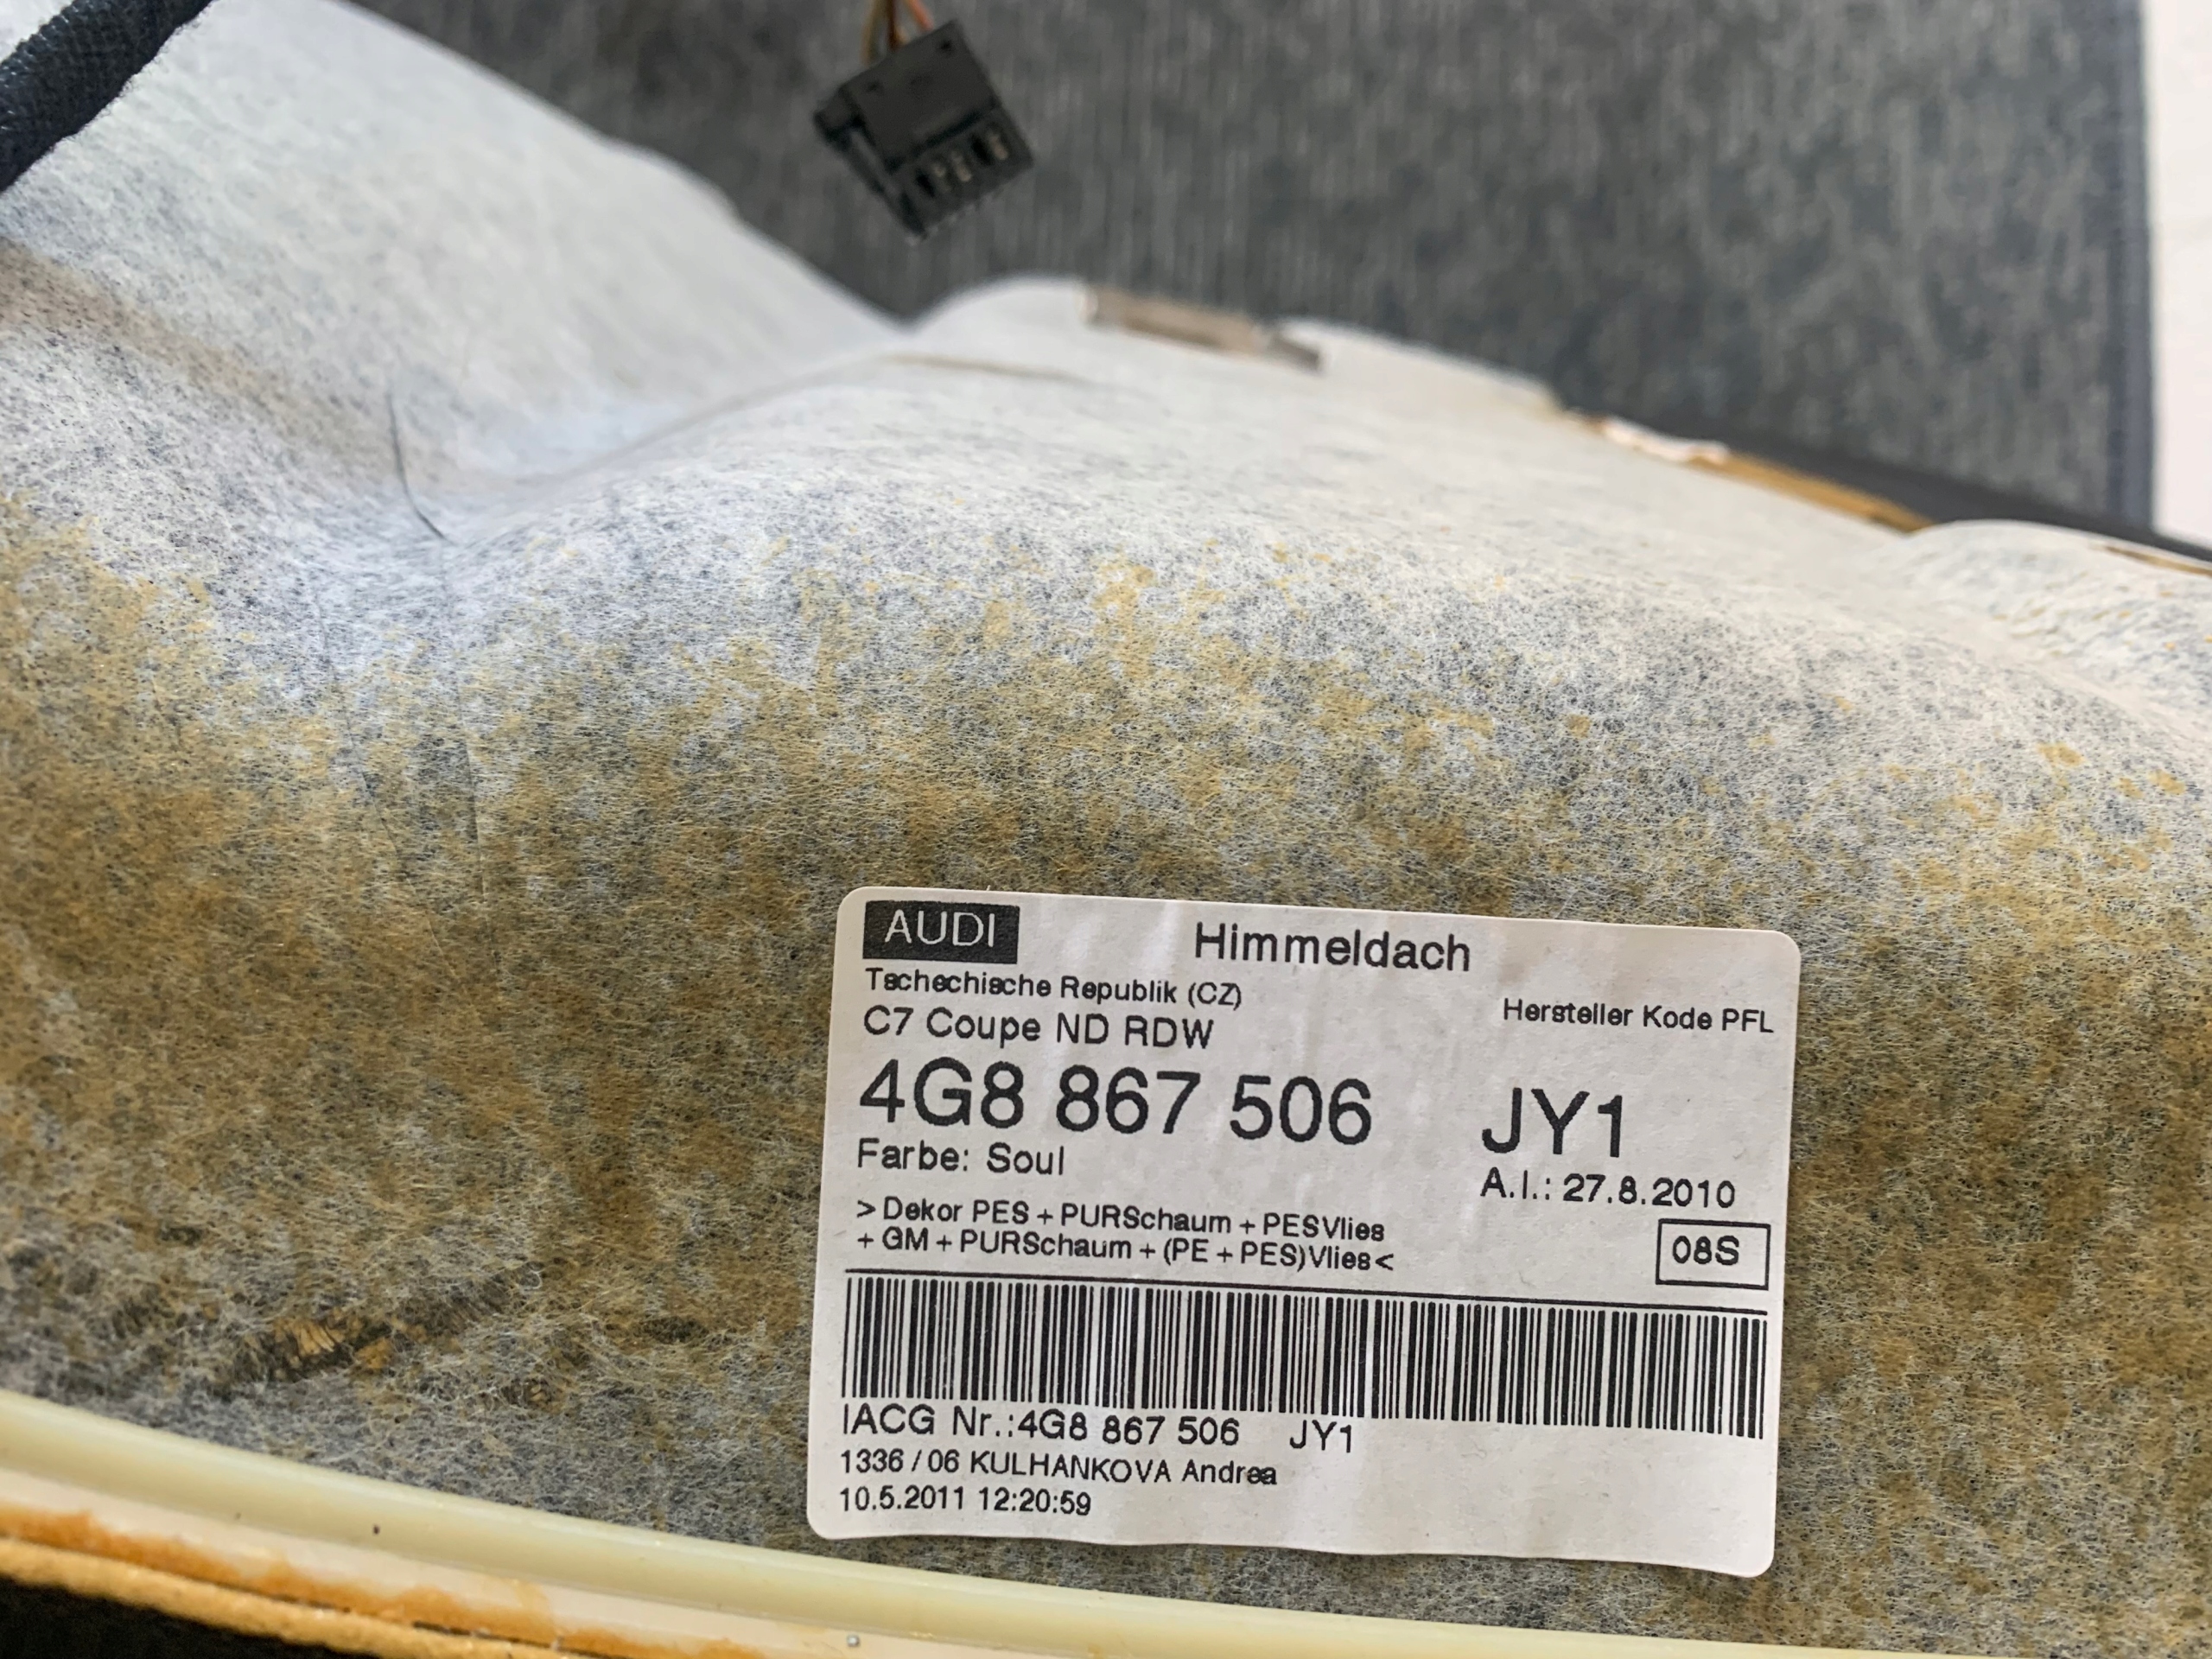 AUDI Himmeldach
Tschechische Republik (CZ) Hersteller Kode PFL
C7 Coupe ND RDW
4G8 867 506 JY1
Farbe: Soul A.I.: 27.8.2010
> Dekor PES + PURSchaum + PESVlies
+ GM + PURSchaum + (PE + PES)Vlies < 08S
IACG Nr.:4G8 867 506 JY1
1336 / 06 KULHANKOVA Andrea
10.5.2011 12:20:59